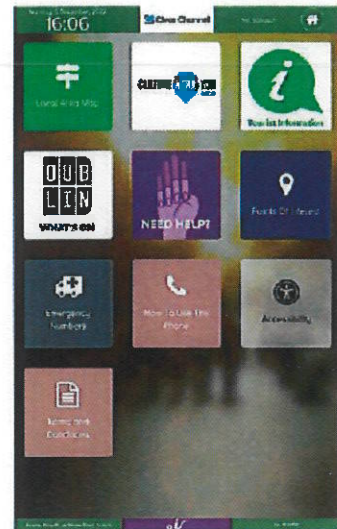 16:06
Clear Channel
Local Area Map
Tourist Information
DUB
LIN
WHAT'S ON
NEED HELP?
Points Of Interest
Emergency
Numbers
How To Use This
Phone
Accessibility
Terms and
Conditions